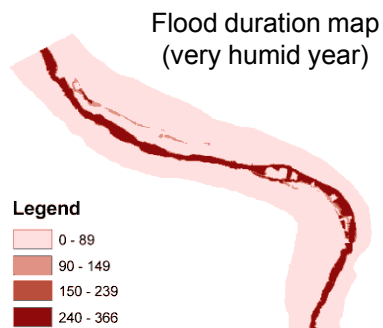 Flood duration map
(very humid year)
Legend
0 - 89
90 - 149
150 - 239
240 - 366